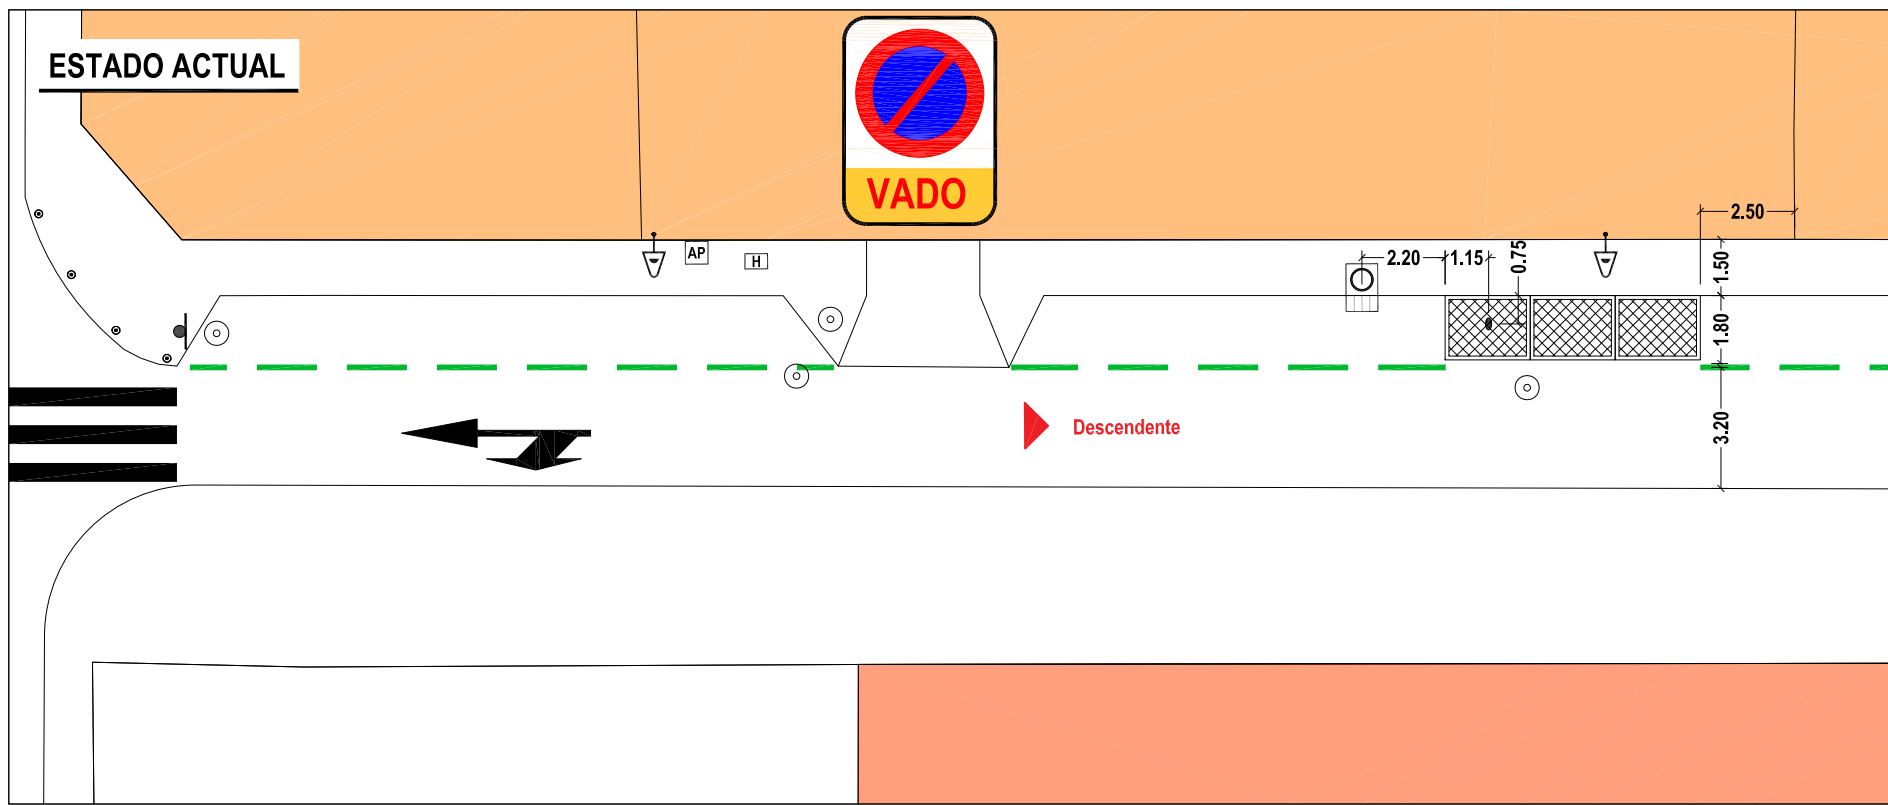 ESTADO ACTUAL
VADO
2.50
AP
H
2.20
1.15
0.75
1.50
1.80
3.20
Descendente